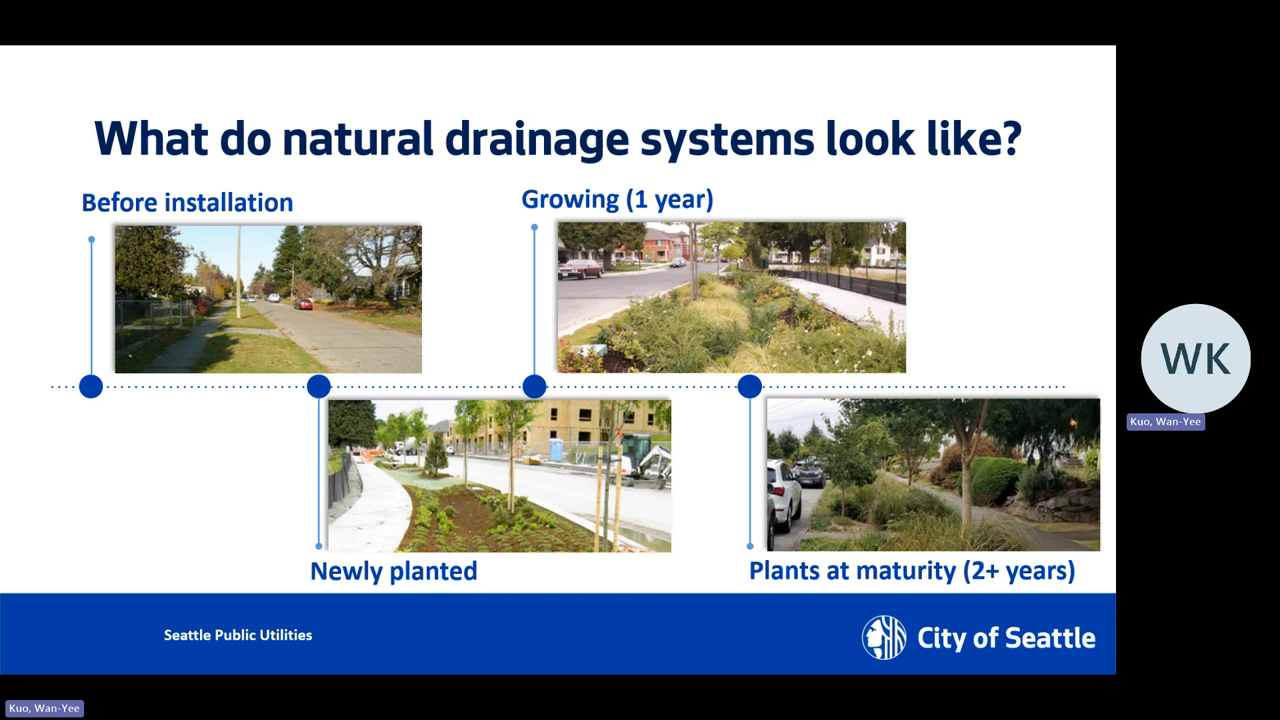 What do natural drainage systems look like?
Before installation
Growing (1 year)
Newly planted
Plants at maturity (2+ years)
Seattle Public Utilities
City of Seattle
WK
Kuo, Wan-Yee
Kuo, Wan-Yee